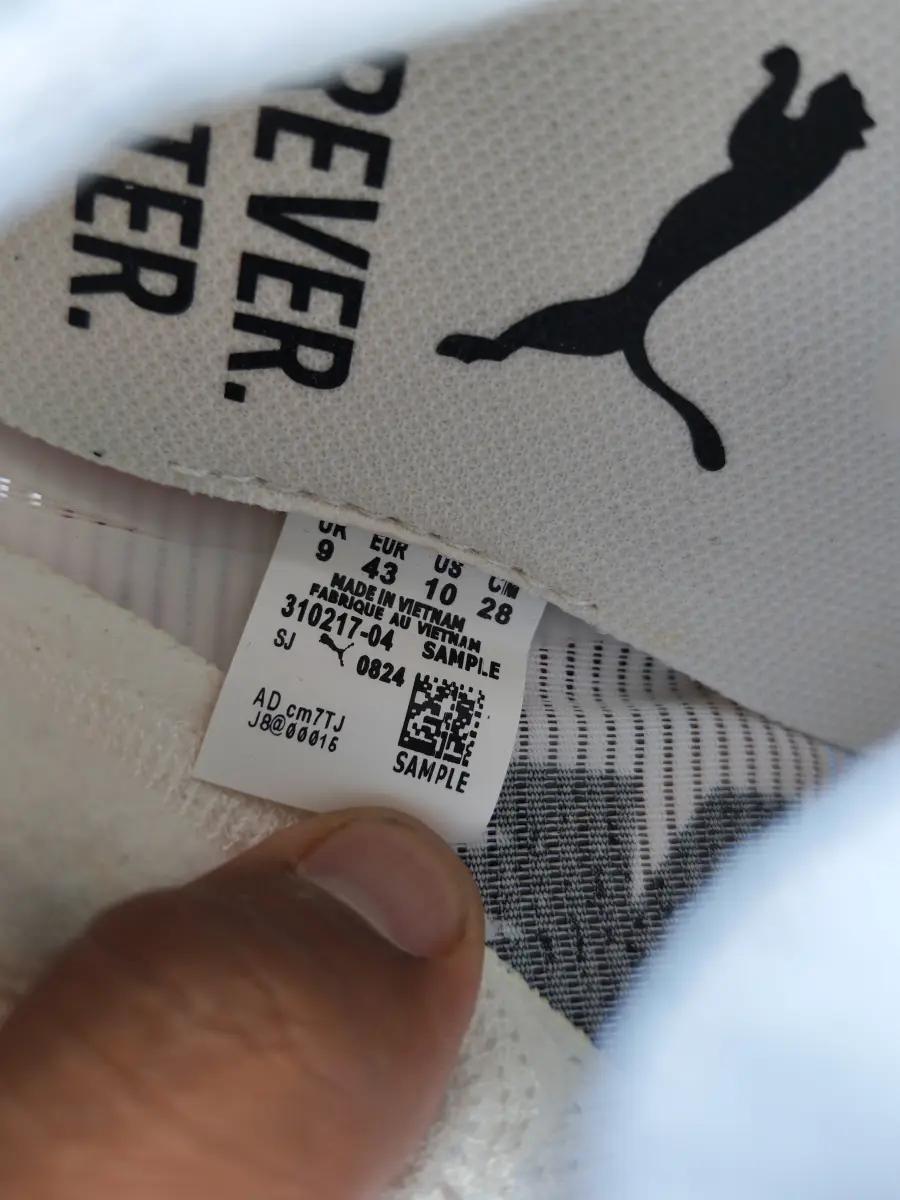 PEVER.
TER.
UK EUR US CM
9 43 10 28
MADE IN VIETNAM
FABRIQUE AU VIETNAM
310217-04 SAMPLE
SJ 0824
AD cm7TJ
J8@00016
SAMPLE